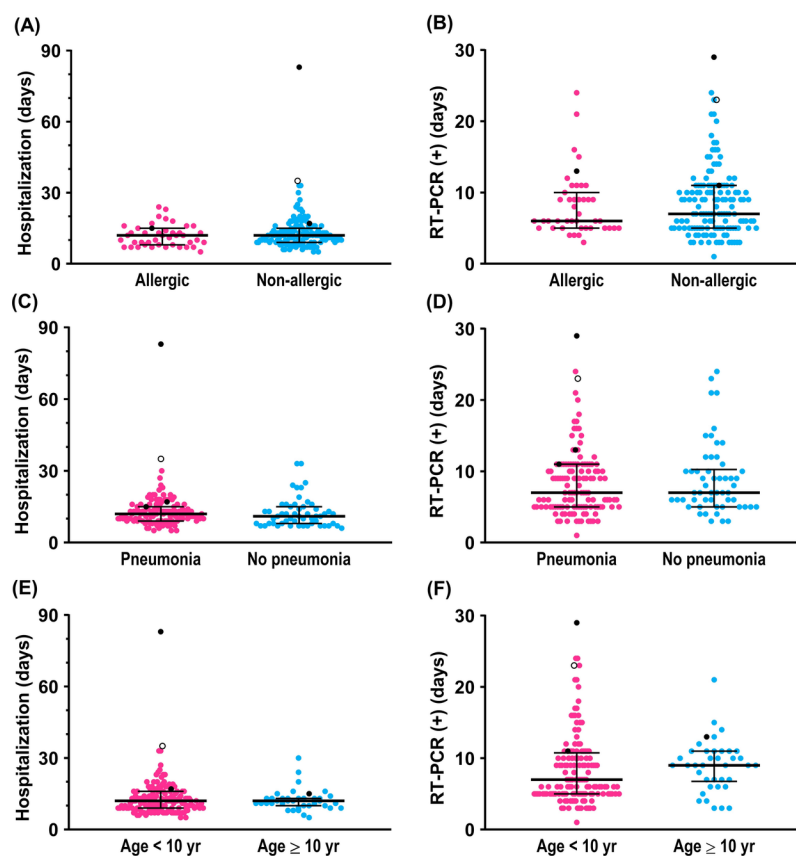 (A)
Hospitalization (days)
90
60
30
0
Allergic Non-allergic
(B)
RT-PCR (+) (days)
30
20
10
0
Allergic Non-allergic
(C)
Hospitalization (days)
90
60
30
0
Pneumonia No pneumonia
(D)
RT-PCR (+) (days)
30
20
10
0
Pneumonia No pneumonia
(E)
Hospitalization (days)
90
60
30
0
Age < 10 yr Age ≥ 10 yr
(F)
RT-PCR (+) (days)
30
20
10
0
Age < 10 yr Age ≥ 10 yr